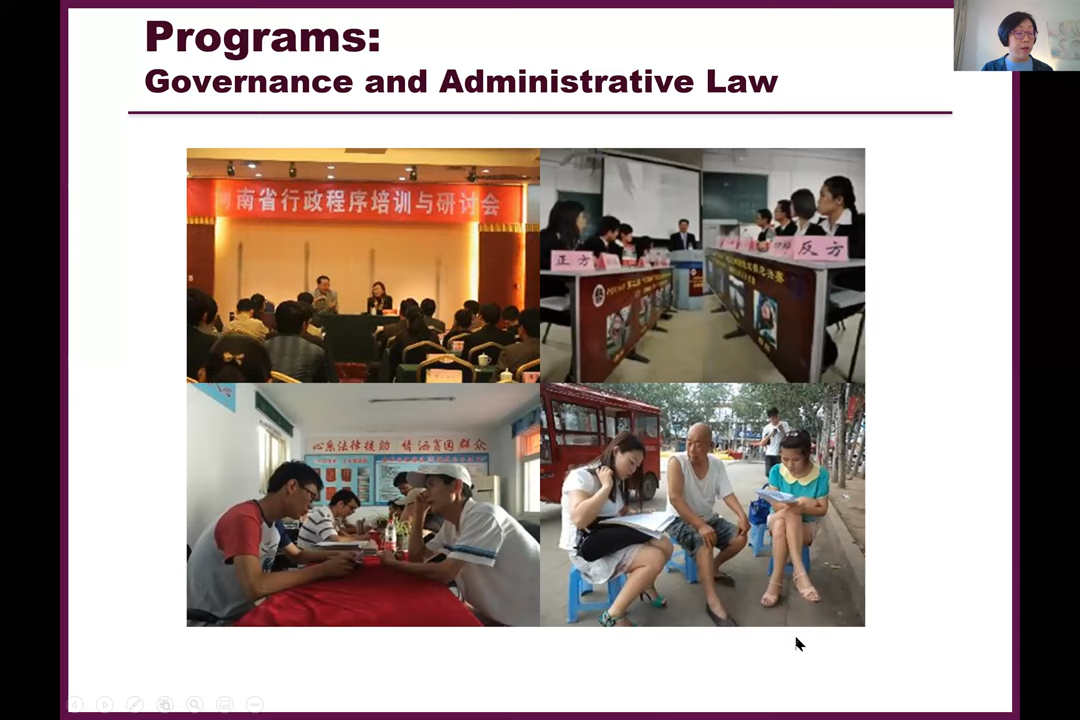 Programs:
Governance and Administrative Law
南省行政程序培训与研讨会
正方
反方
心系法律援助 情洒贫困群众